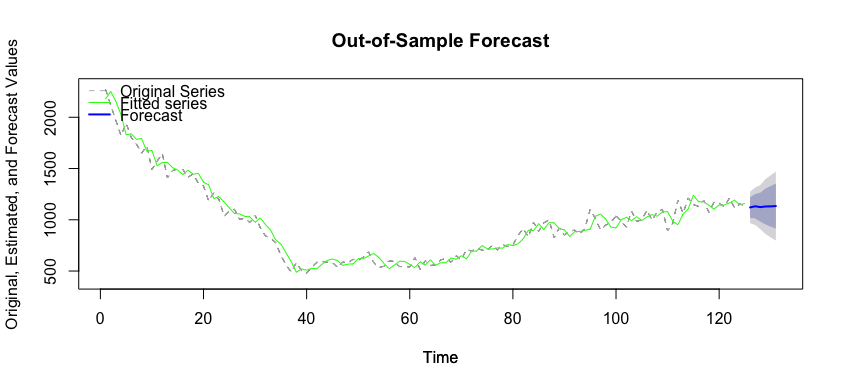 Out-of-Sample Forecast
Original, Estimated, and Forecast Values
Original Series
Fitted series
Forecast
2000
1500
1000
500
0 20 40 60 80 100 120
Time